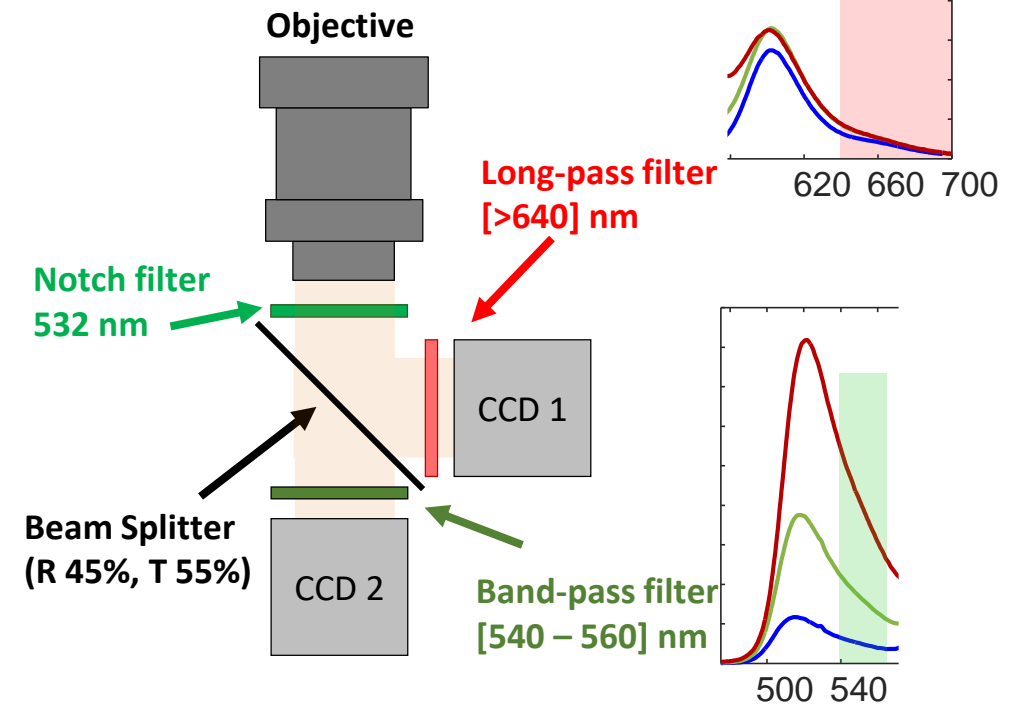 Objective
620 660 700
Long-pass filter
[>640] nm
Notch filter
532 nm
CCD 1
Beam Splitter
(R 45%, T 55%)
CCD 2
Band-pass filter
[540 – 560] nm
500 540